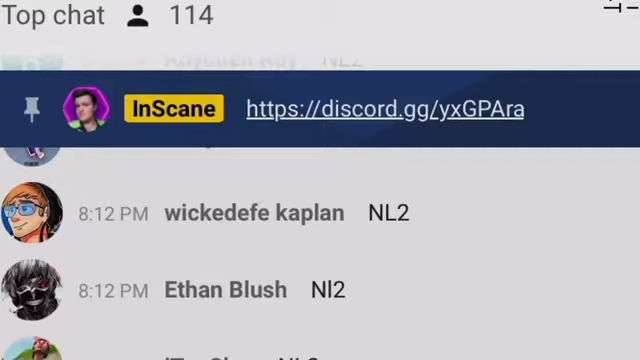 Top chat 114
NL2
InScane https://discord.gg/yxGPAra
8:12 PM wickedefe kaplan NL2
8:12 PM Ethan Blush Nl2